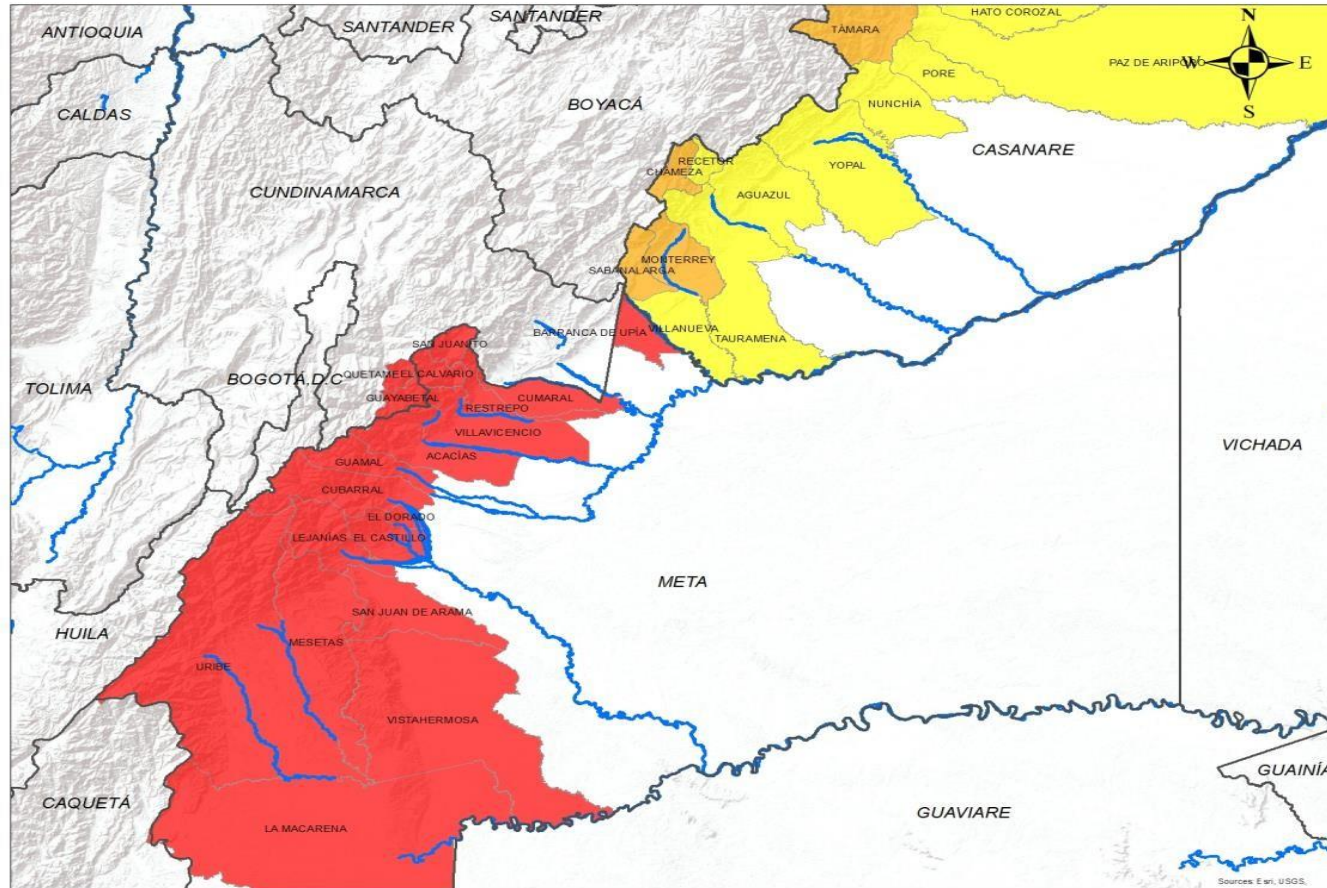 SANTANDER
HATO COROZAL
ANTIOQUIA
SANTANDER
TÁMARA
N
PAZ DE ARIPORO
W
E
PORE
BOYACÁ
NUNCHÍA
S
CALDAS
CASANARE
RECETOR
YOPAL
CHAMEZA
CUNDINAMARCA
AGUAZUL
MONTERREY
SABANALARGA
BARRANCA DE UPÍA
VILLANUEVA
TAURAMENA
SAN JUANITO
QUETAME
EL CALVARIO
BOGOTÁ,D.C
TOLIMA
GUAYABETAL
CUMARAL
RESTREPO
VILLAVICENCIO
VICHADA
ACACÍAS
GUAMAL
CUBARRAL
EL DORADO
LEJANÍAS
EL CASTILLO
META
SAN JUAN DE ARAMA
HUILA
MESETAS
URIBE
VISTAHERMOSA
GUAINÍA
CAQUETÁ
GUAVIARE
LA MACARENA
Sources: Esri, USGS,